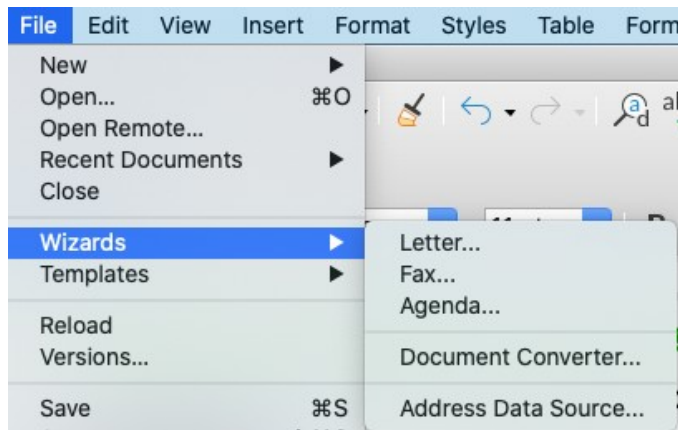 File Edit View Insert Format Styles Table Form
New
Open... ⌘O
Open Remote...
Recent Documents
Close
Wizards
Templates
Reload
Versions...
Save ⌘S
Letter...
Fax...
Agenda...
Document Converter...
Address Data Source...